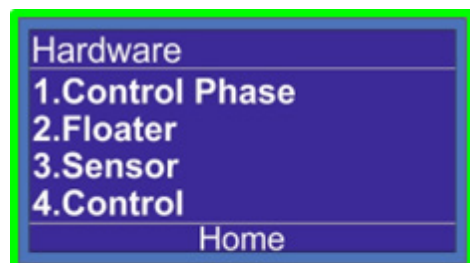 Hardware
1.Control Phase
2.Floater
3.Sensor
4.Control
Home